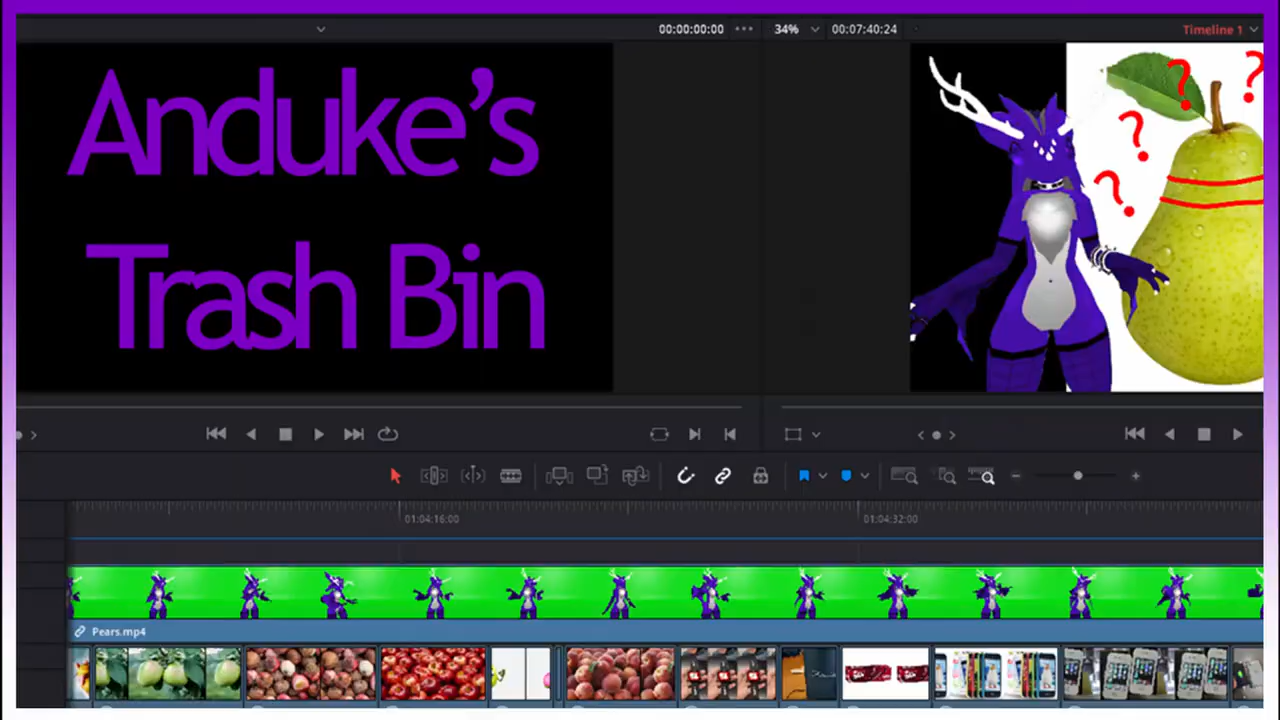 00:00:00:00
34%
00:07:40:24
Timeline 1
Anduke's
Trash Bin
? ? ? ?
01:04:16:00
01:04:32:00
Pears.mp4